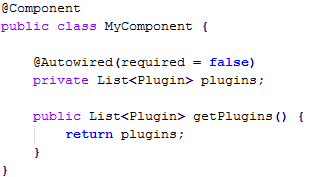 @Component
public class MyComponent {
@Autowired(required = false)
private List<Plugin> plugins;
public List<Plugin> getPlugins() {
return plugins;
}
}